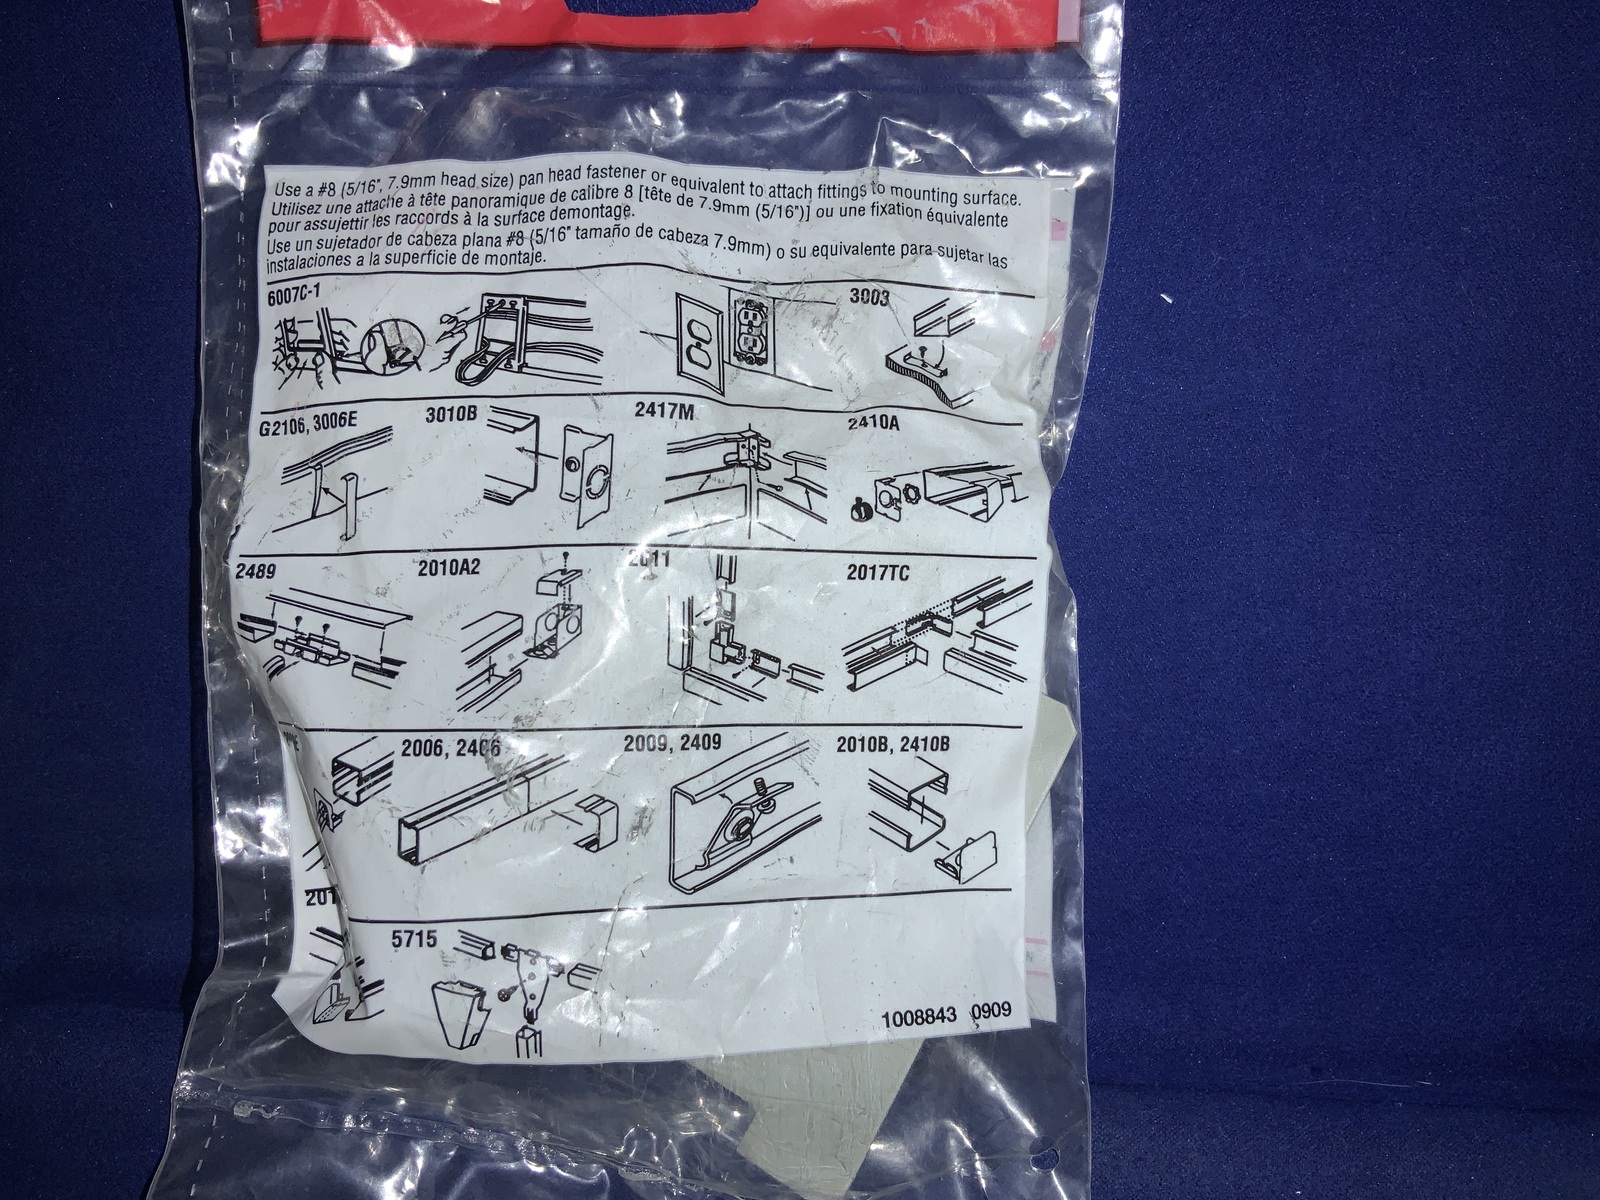 Use a #8 (5/16", 7.9mm head size) pan head fastener or equivalent to attach fittings to mounting surface.
Utilisez une attache à tête panoramique de calibre 8 [tête de 7.9mm (5/16")] ou une fixation équivalente
pour assujettir les raccords à la surface demontage.
Use un sujetador de cabeza plana #8 (5/16" tamaño de cabeza 7.9mm) o su equivalente para sujetar las
instalaciones a la superficie de montaje.
6007C-1
3003
G2106, 3006E
3010B
2417M
2410A
2489
2010A2
2011
2017TC
2006, 2406
2009, 2409
2010B, 2410B
5715
1008843 0909